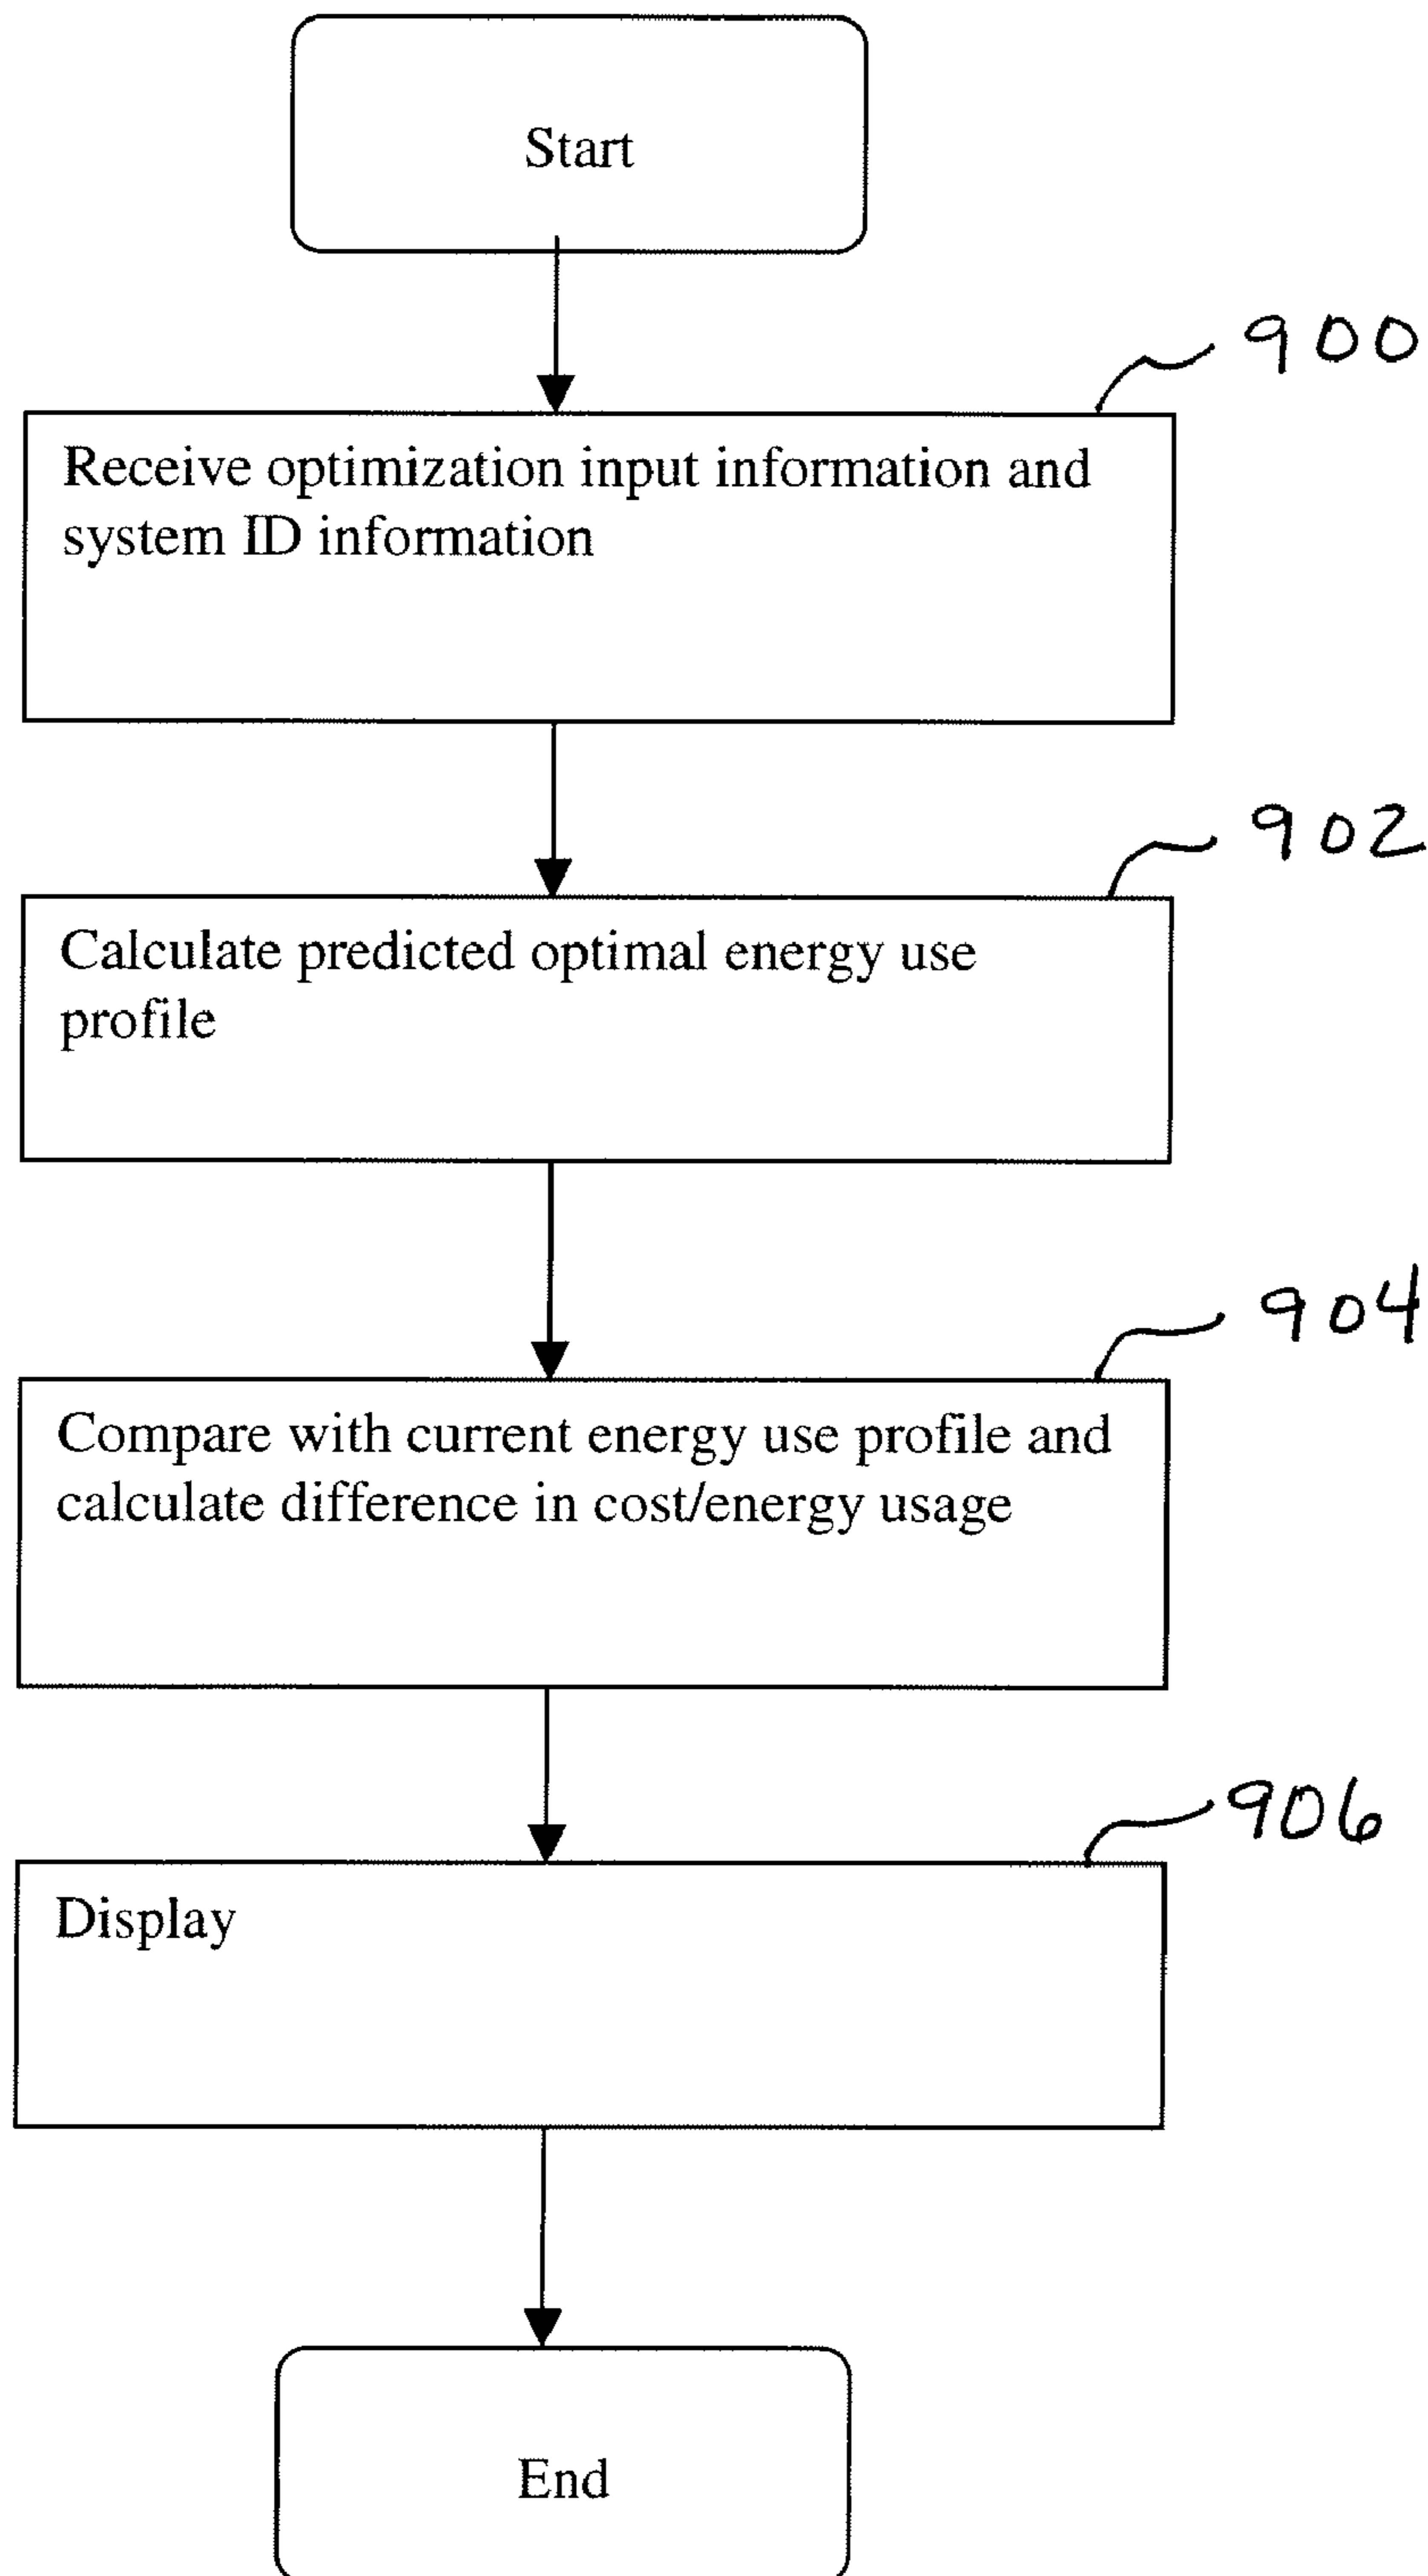 Start
900
Receive optimization input information and
system ID information
902
Calculate predicted optimal energy use
profile
904
Compare with current energy use profile and
calculate difference in cost/energy usage
906
Display
End